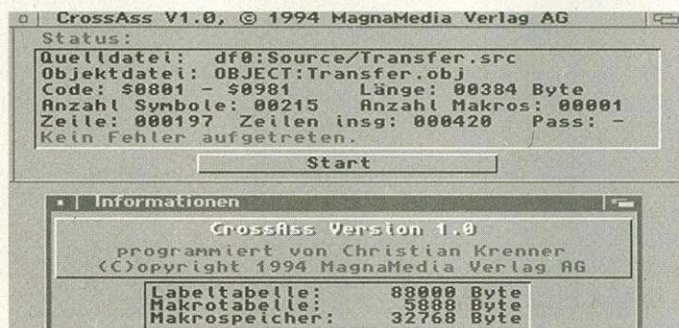 CrossAss V1.0, © 1994 MagnaMedia Verlag AG
Status:
Quelldatei: df0:Source/Transfer.src
Objektdatei: OBJECT:Transfer.obj
Code: $0801 - $0981 Länge: 00384 Byte
Anzahl Symbole: 00215 Anzahl Makros: 00001
Zeile: 000197 Zeilen insg: 000420 Pass: -
Kein Fehler aufgetreten.
Start
Informationen
CrossAss Version 1.0
programmiert von Christian Krenner
(C)opyright 1994 MagnaMedia Verlag AG
Labeltabelle: 88000 Byte
Makrotabelle: 5888 Byte
Makrospeicher: 32768 Byte